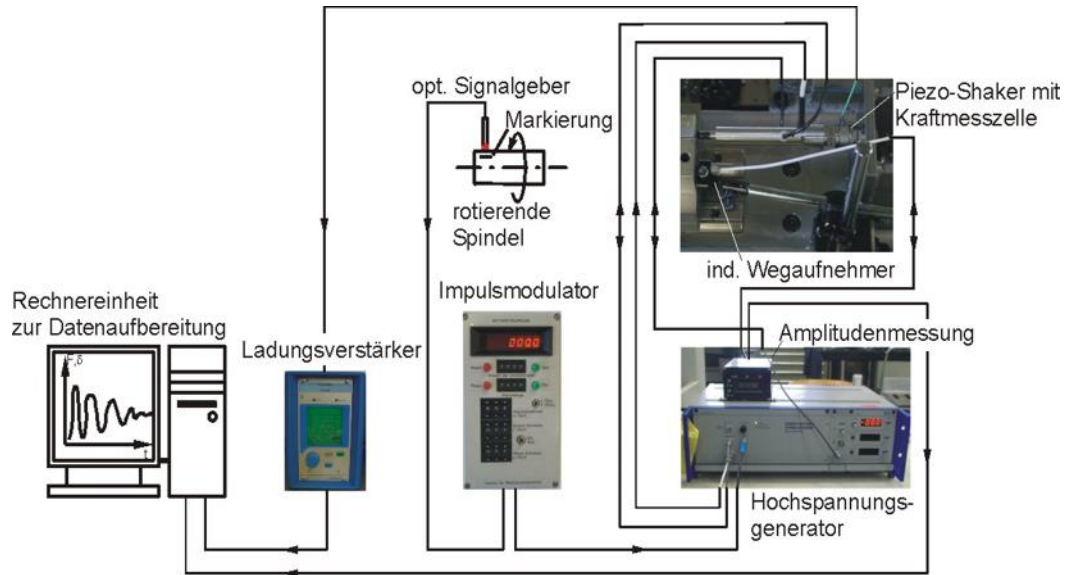 opt. Signalgeber
Markierung
rotierende
Spindel
Piezo-Shaker mit
Kraftmesszelle
ind. Wegaufnehmer
Impulsmodulator
Rechnereinheit
zur Datenaufbereitung
F,δ
t
Ladungsverstärker
0000
Amplitudenmessung
Hochspannungs-
generator